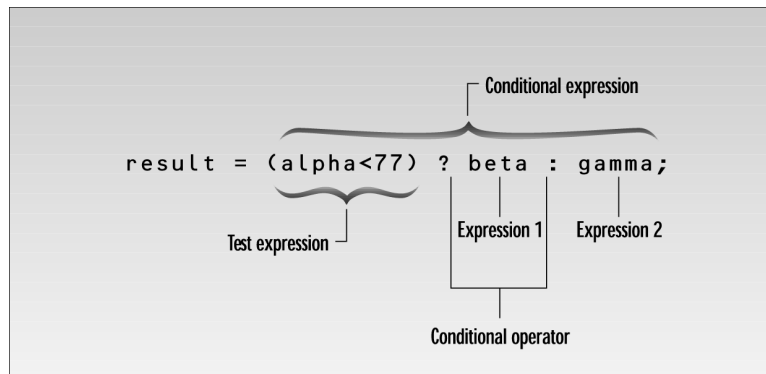 Conditional expression
result = (alpha<77) ? beta : gamma;
Test expression
Expression 1
Expression 2
Conditional operator